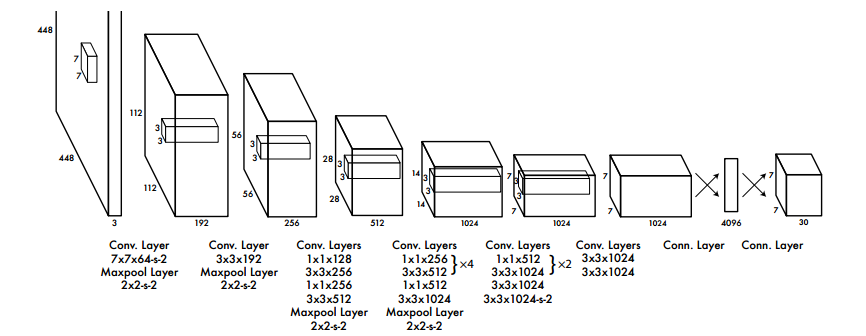 448
448
7
7
3
112
112
3
3
192
56
56
3
3
256
28
28
3
3
512
14
14
3
3
1024
7
7
3
3
1024
7
7
1024
4096
7
7
30
Conv. Layer
7x7x64-s-2
Maxpool Layer
2x2-s-2
Conv. Layer
3x3x192
Maxpool Layer
2x2-s-2
Conv. Layers
1x1x128
3x3x256
1x1x256
3x3x512
Maxpool Layer
2x2-s-2
Conv. Layers
1x1x256
3x3x512
}×4
1x1x512
3x3x1024
Maxpool Layer
2x2-s-2
Conv. Layers
1x1x512
3x3x1024
}×2
3x3x1024
3x3x1024-s-2
Conv. Layers
3x3x1024
3x3x1024
Conn. Layer
Conn. Layer